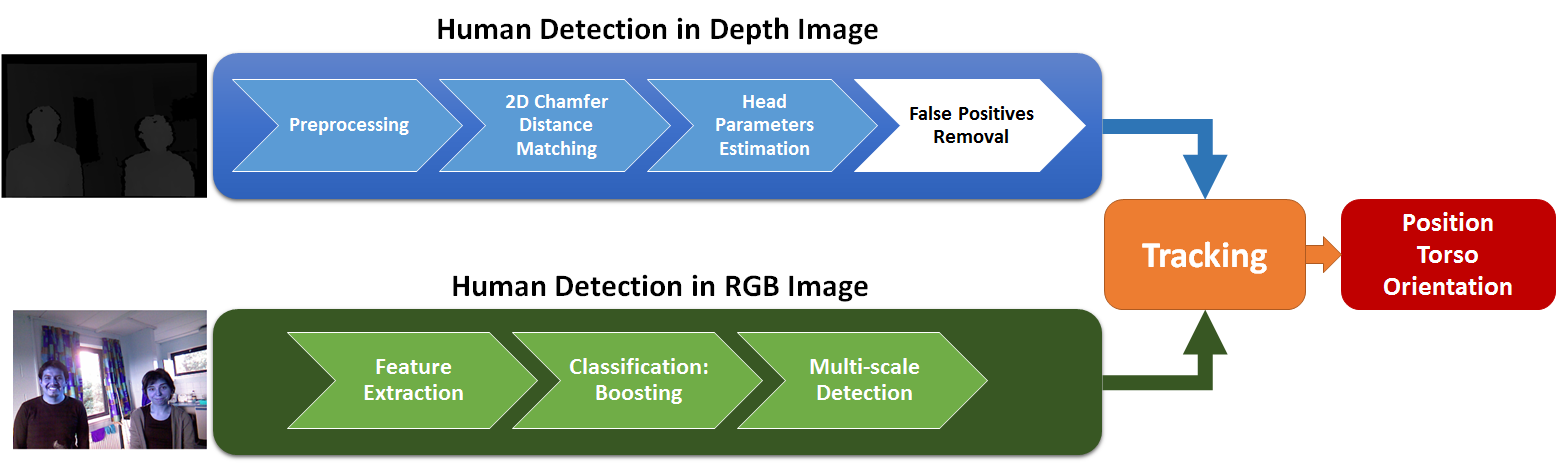 Human Detection in Depth Image
Preprocessing
2D Chamfer
Distance
Matching
Head
Parameters
Estimation
False Positives
Removal
Tracking
Position
Torso
Orientation
Human Detection in RGB Image
Feature
Extraction
Classification:
Boosting
Multi-scale
Detection